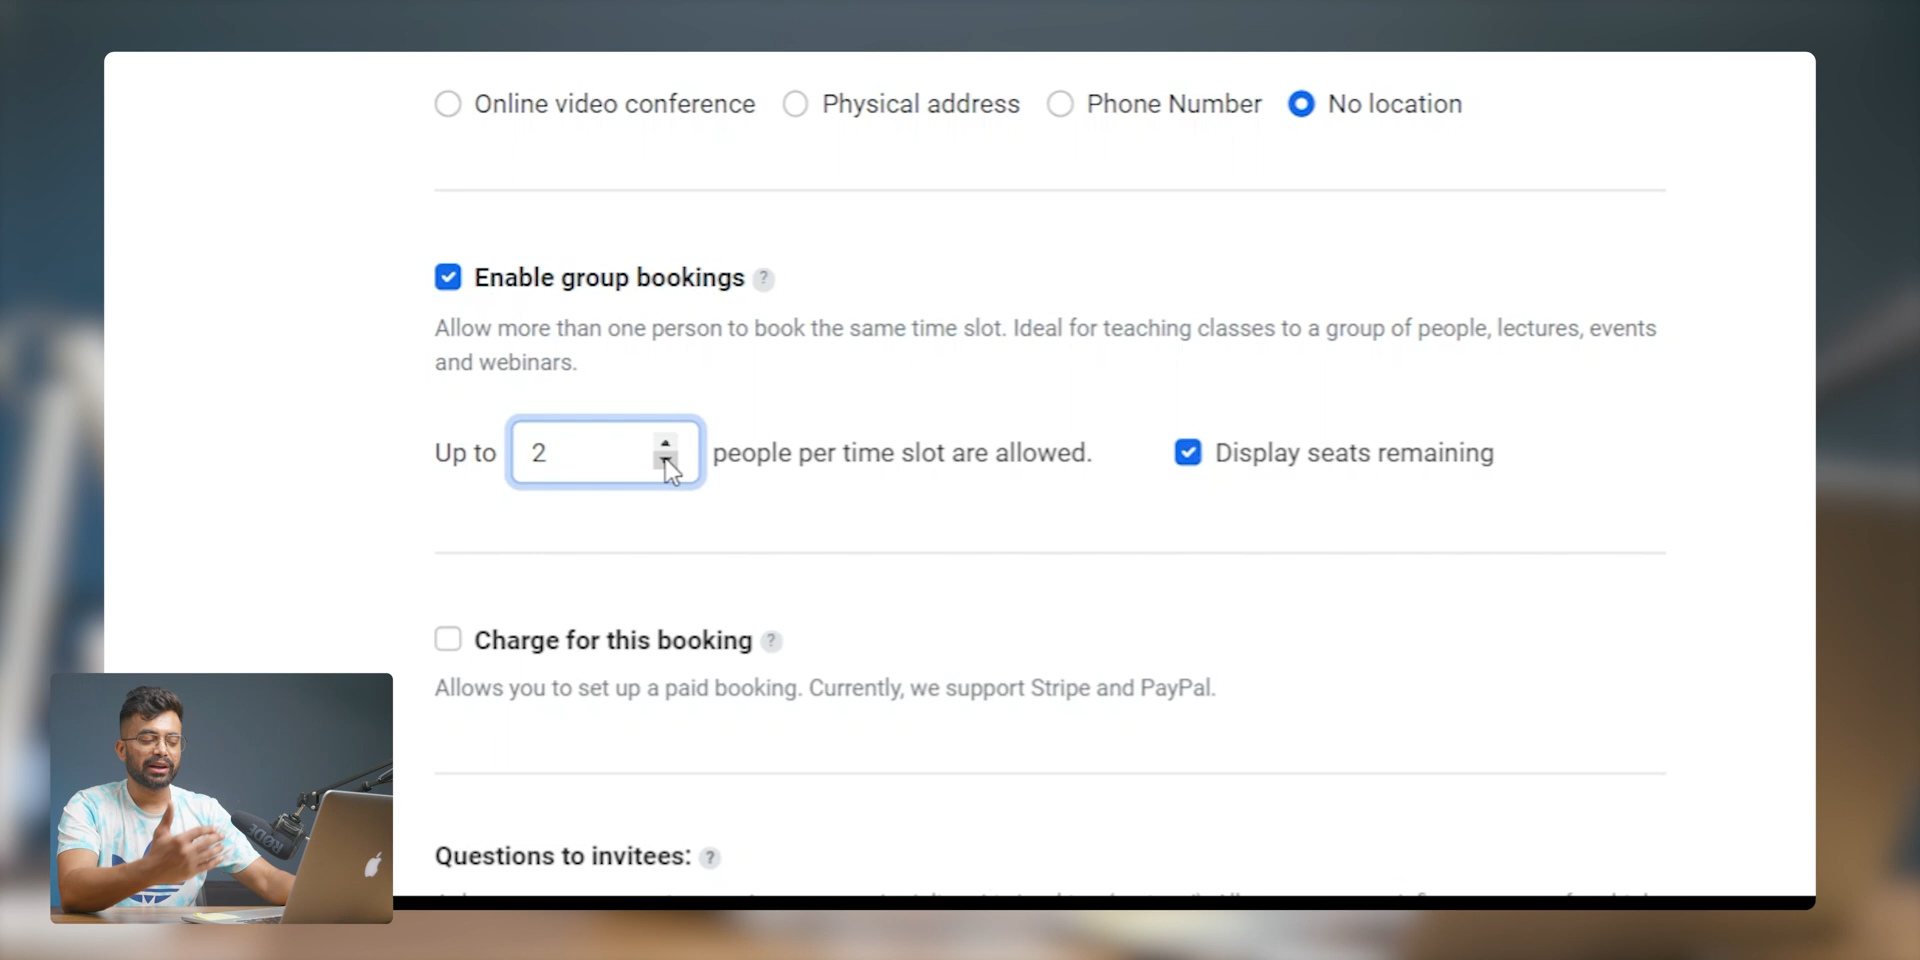 Online video conference Physical address Phone Number No location
Enable group bookings ?
Allow more than one person to book the same time slot. Ideal for teaching classes to a group of people, lectures, events
and webinars.
Up to 2 people per time slot are allowed. Display seats remaining
Charge for this booking ?
Allows you to set up a paid booking. Currently, we support Stripe and PayPal.
Questions to invitees: ?
RØDE